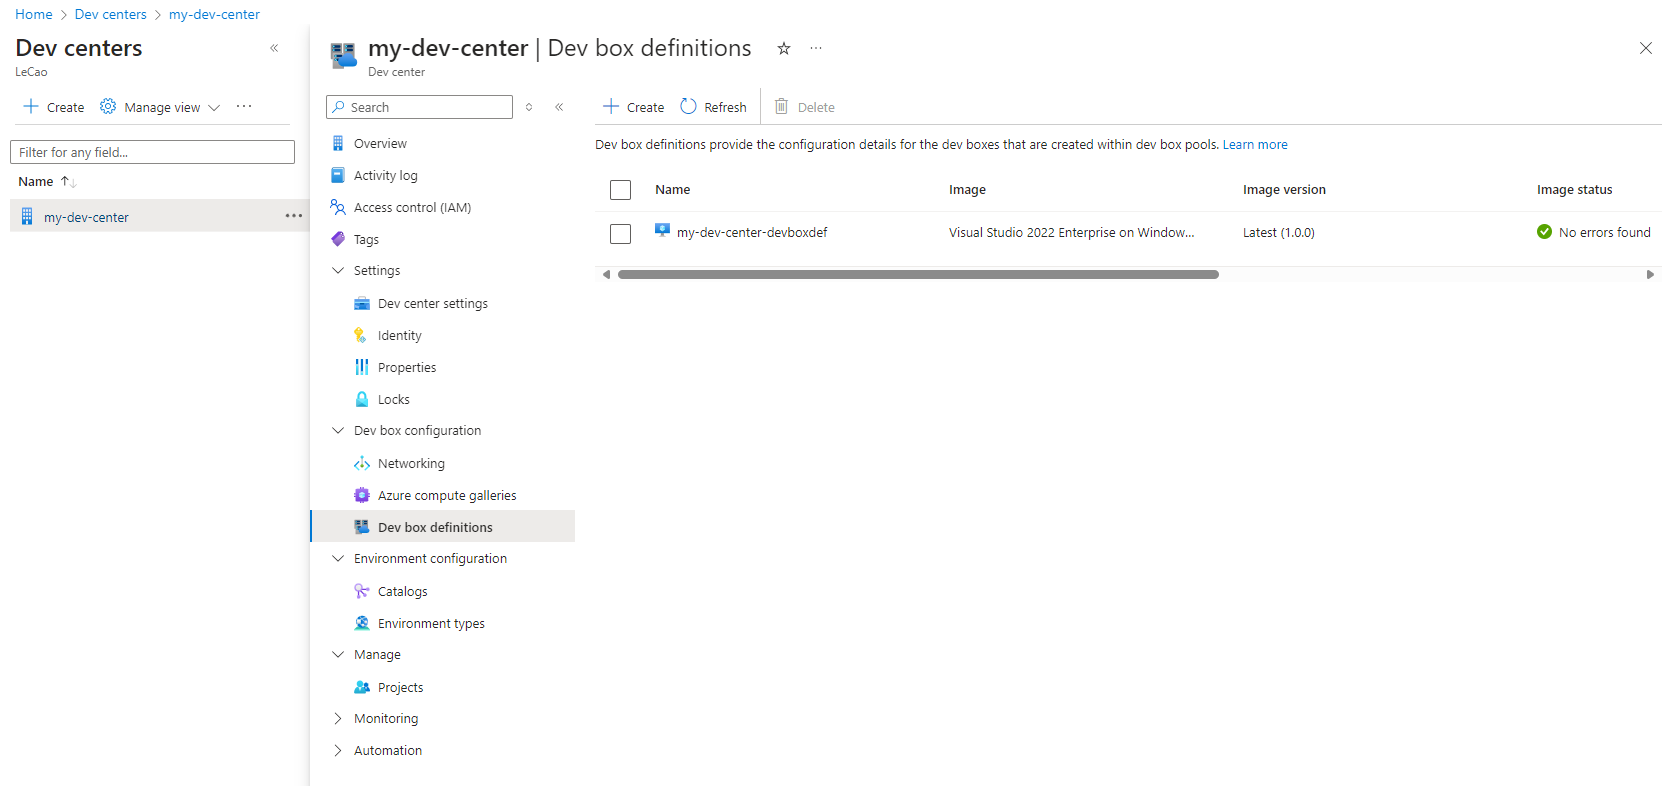 Home > Dev centers > my-dev-center
Dev centers
LeCao
Create
Manage view
Filter for any field...
Name
my-dev-center
my-dev-center | Dev box definitions
Dev center
Search
Overview
Activity log
Access control (IAM)
Tags
Settings
Dev center settings
Identity
Properties
Locks
Dev box configuration
Networking
Azure compute galleries
Dev box definitions
Environment configuration
Catalogs
Environment types
Manage
Projects
Monitoring
Automation
Create
Refresh
Delete
Dev box definitions provide the configuration details for the dev boxes that are created within dev box pools. Learn more
Name Image Image version Image status
my-dev-center-devboxdef Visual Studio 2022 Enterprise on Window... Latest (1.0.0) No errors found